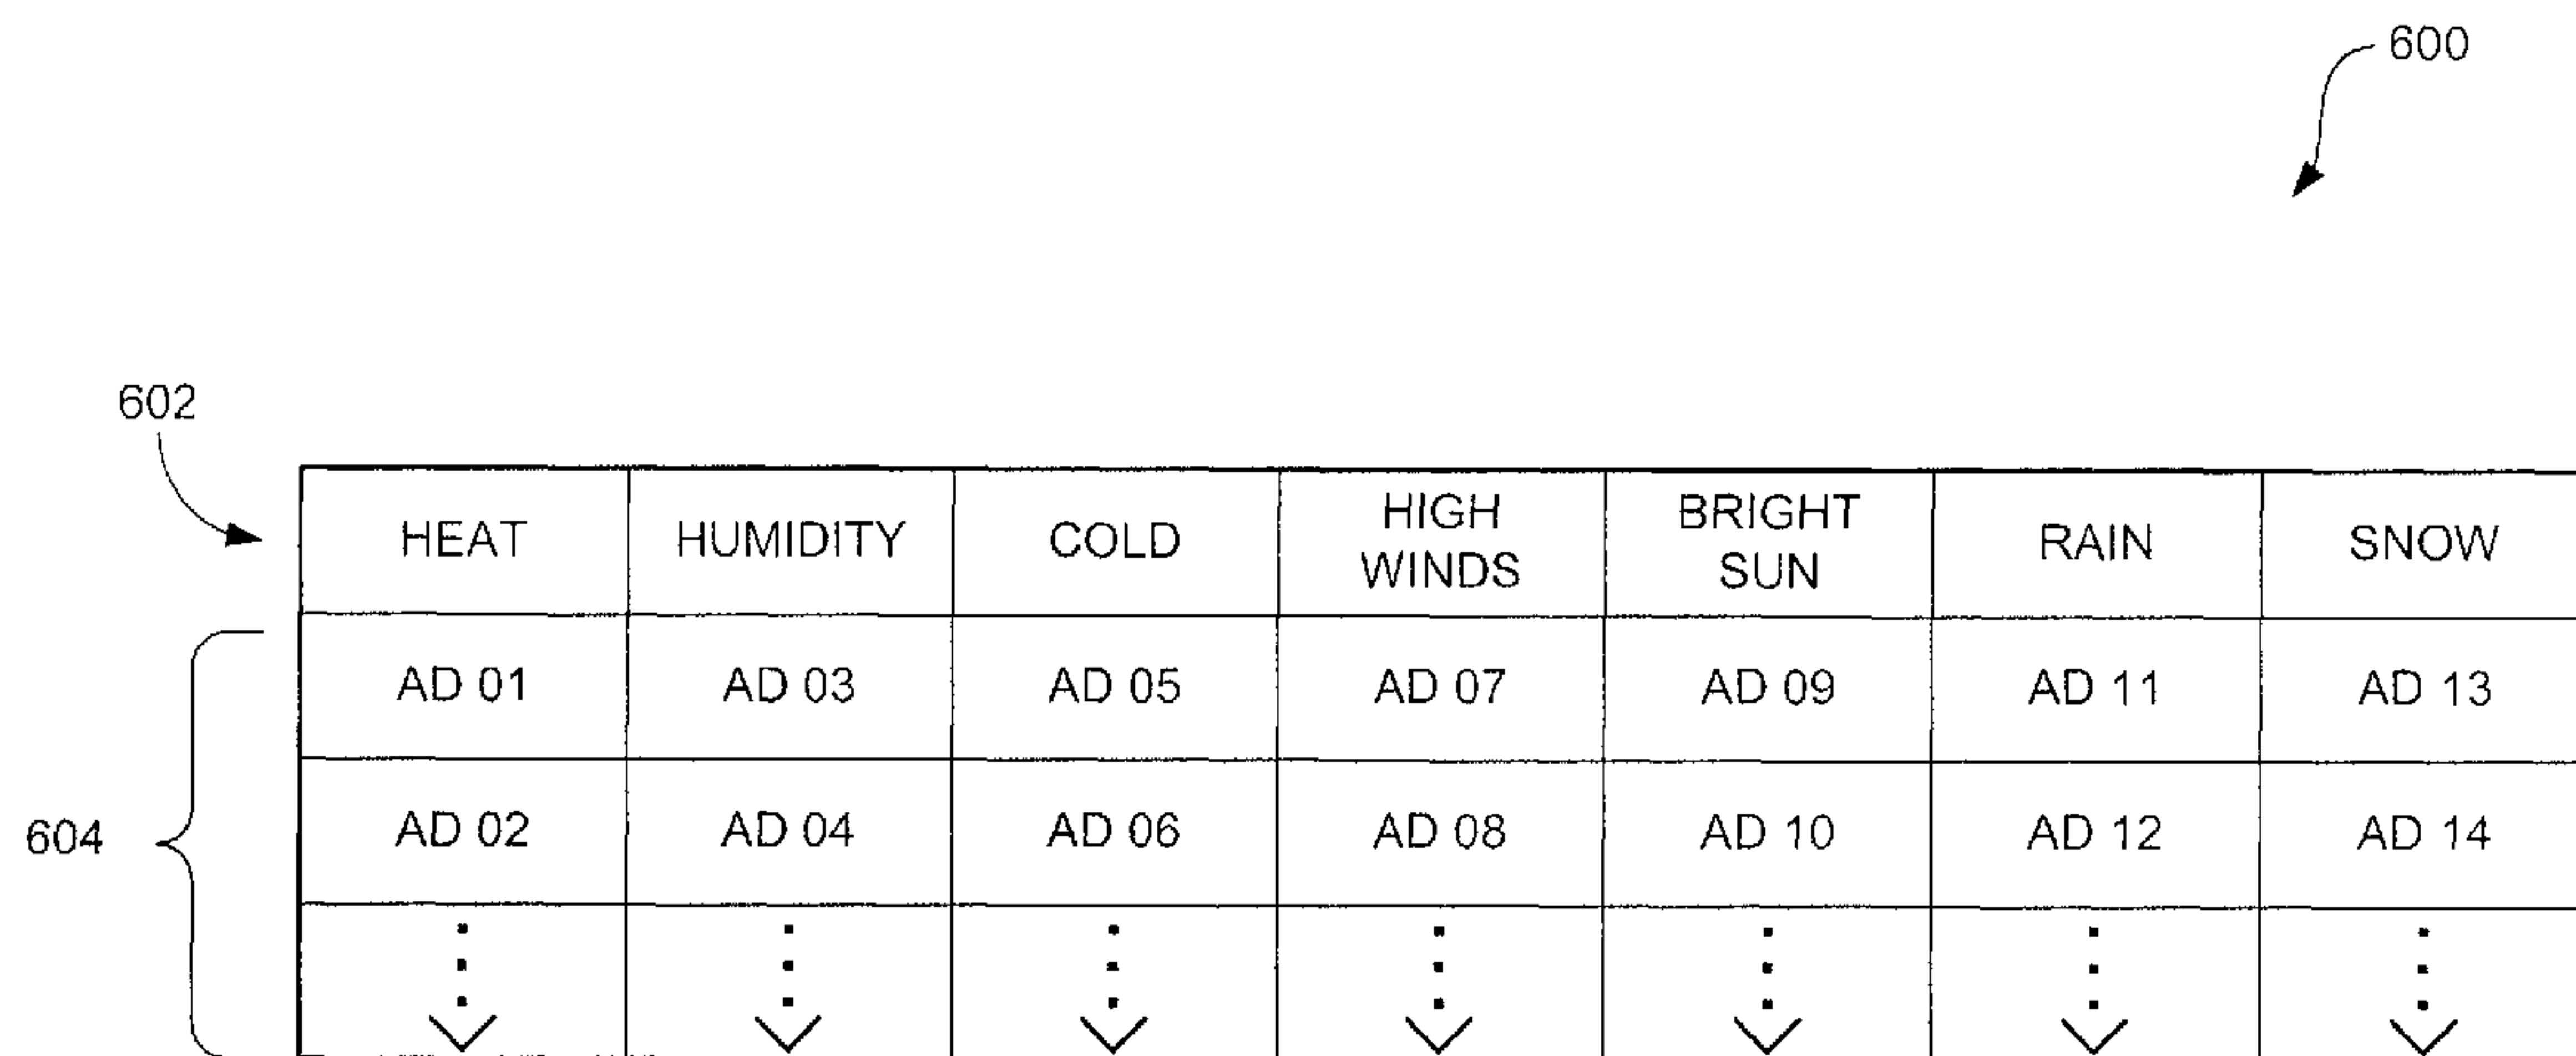 600
602
HEAT HUMIDITY COLD HIGH WINDS BRIGHT SUN RAIN SNOW
AD 01 AD 03 AD 05 AD 07 AD 09 AD 11 AD 13
604
AD 02 AD 04 AD 06 AD 08 AD 10 AD 12 AD 14